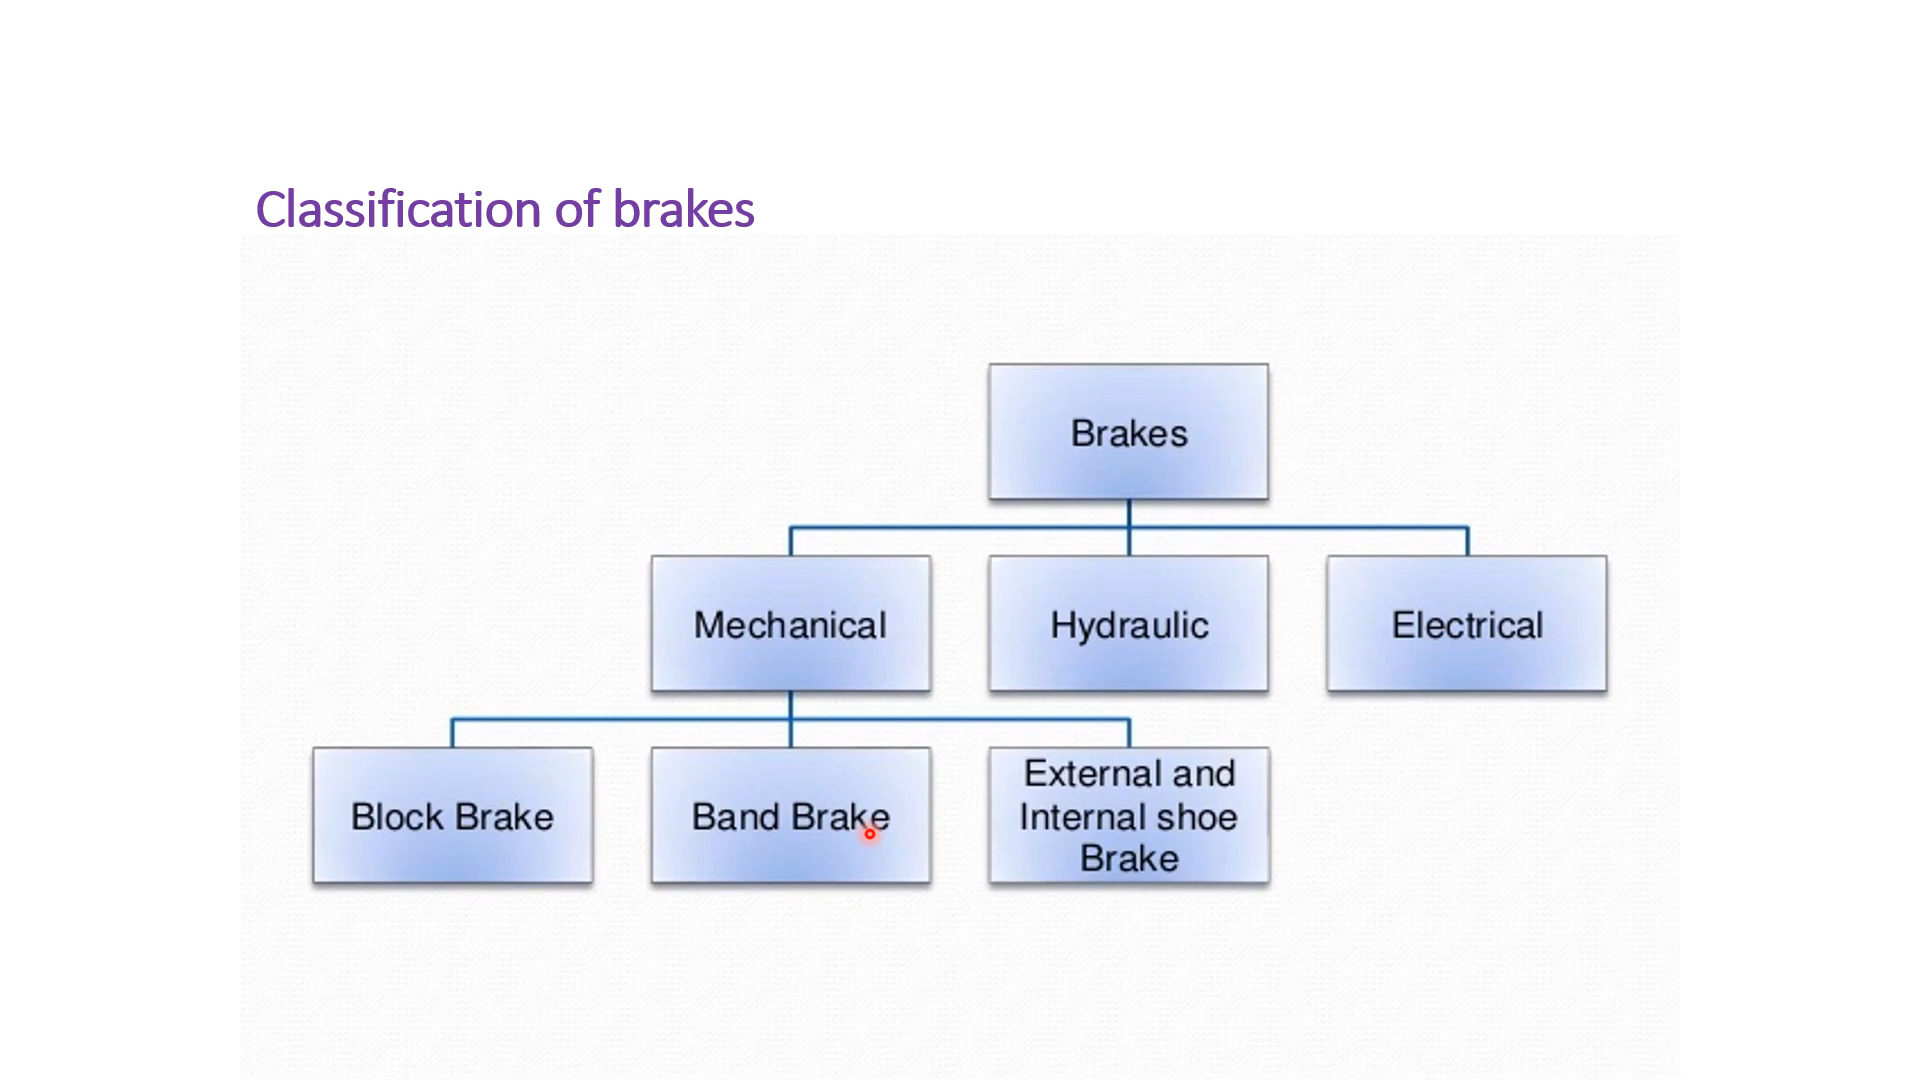 Classification of brakes
Brakes
Mechanical
Hydraulic
Electrical
Block Brake
Band Brake
External and
Internal shoe
Brake